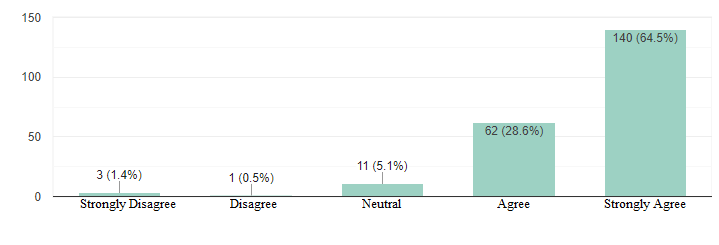 150
140 (64.5%)
100
62 (28.6%)
50
11 (5.1%)
3 (1.4%)
1 (0.5%)
0
Strongly Disagree
Disagree
Neutral
Agree
Strongly Agree